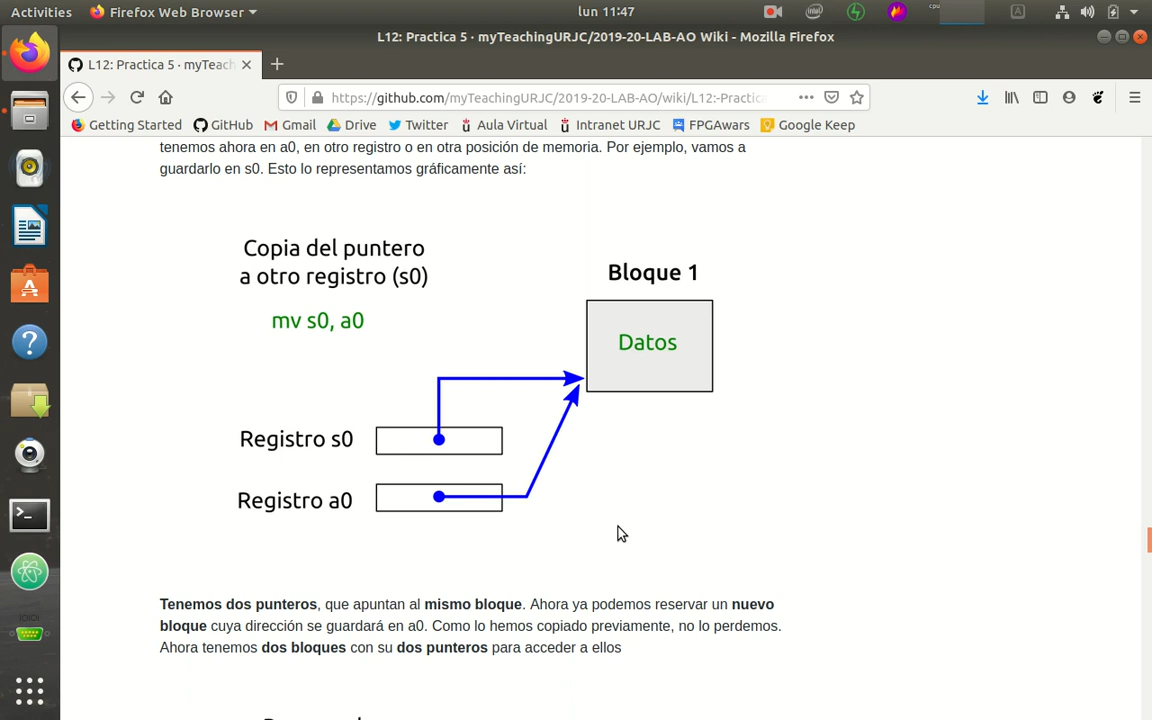 Activities
Firefox Web Browser
lun 11:47
cpu
A
L12: Practica 5 · myTeachingURJC/2019-20-LAB-AO Wiki - Mozilla Firefox
L12: Practica 5 · myTeach
https://github.com/myTeachingURJC/2019-20-LAB-AO/wiki/L12:-Practica
Getting Started
GitHub
Gmail
Drive
Twitter
Aula Virtual
Intranet URJC
FPGAwars
Google Keep
tenemos ahora en a0, en otro registro o en otra posición de memoria. Por ejemplo, vamos a
guardarlo en s0. Esto lo representamos gráficamente así:
Copia del puntero
a otro registro (s0)
mv s0, a0
Bloque 1
Datos
Registro s0
Registro a0
Tenemos dos punteros, que apuntan al mismo bloque. Ahora ya podemos reservar un nuevo
bloque cuya dirección se guardará en a0. Como lo hemos copiado previamente, no lo perdemos.
Ahora tenemos dos bloques con su dos punteros para acceder a ellos